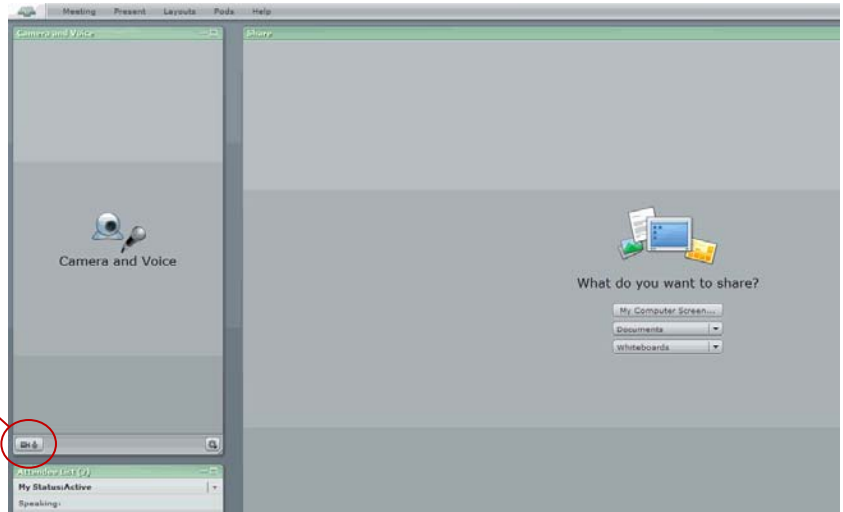 Meeting Present Layouts Pods Help
Camera and Voice
Share
Camera and Voice
What do you want to share?
My Computer Screen...
Documents
Whiteboards
Attendee List (2)
My Status:Active
Speaking: